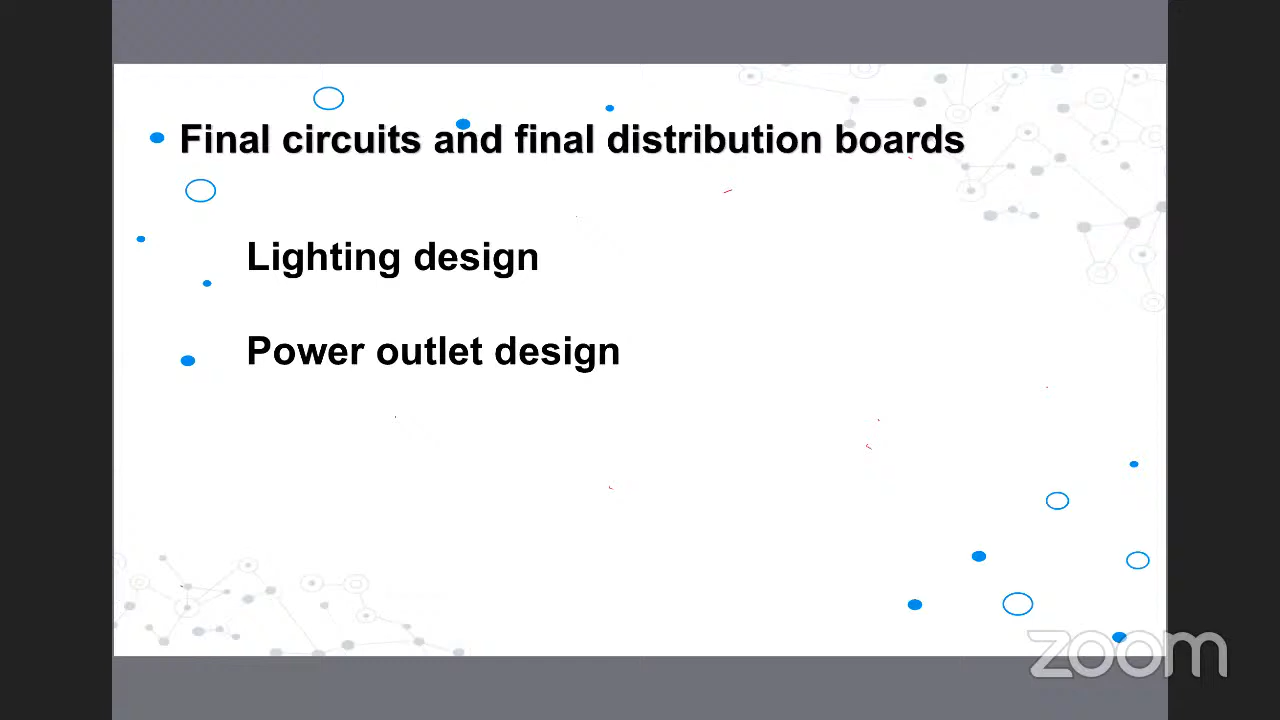 Final circuits and final distribution boards
Lighting design
Power outlet design
zoom